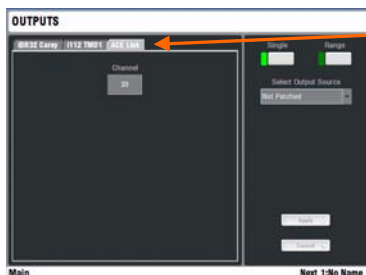 OUTPUTS
iDR32 Carey I112 TMD1 ACE Link
Single Range
Channel
33
Select Output Source
Not Patched
Apply
Cancel
Main Next 1:No Name